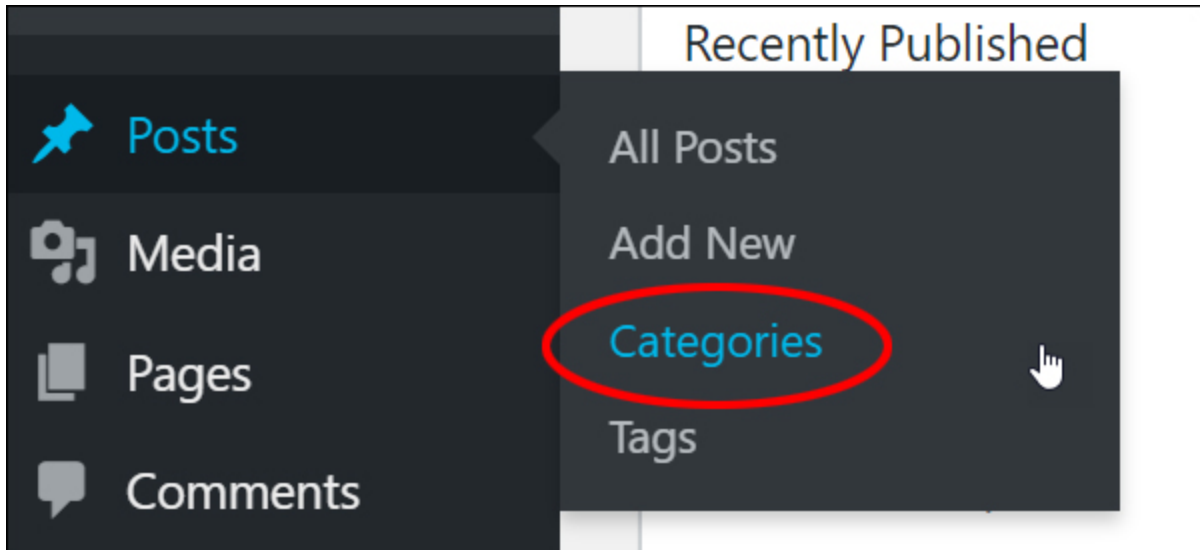 Recently Published
Posts
Media
Pages
Comments
All Posts
Add New
Categories
Tags